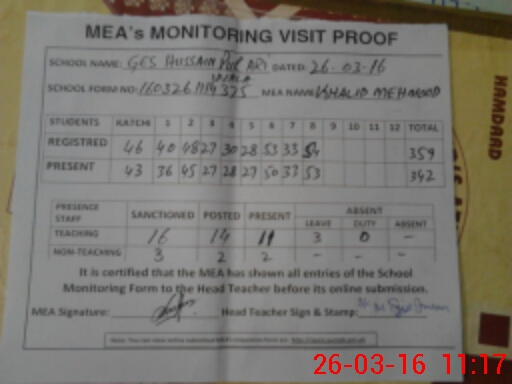 MEA's MONITORING VISIT PROOF
SCHOOL NAME: GES HUSSAIN PUR ARI DATED: 26-03-16
WALA
SCHOOL FORM NO: MEA NAME KHALID MEHMOOD
STUDENTS KATCHI 1 2 3 4 5 6 7 8 9 10 11 12 TOTAL
REGISTRED 46 40 48 27 30 28 53 33 54 359
PRESENT 43 36 45 27 28 27 50 33 53 342
PRESENCE STAFF SANCTIONED POSTED PRESENT ABSENT
LEAVE DUTY ABSENT
TEACHING 16 14 11 3 0 -
NON-TEACHING 3 2 2 - - -
It is certified that the MEA has shown all entries of the School
Monitoring Form to the Head Teacher before its online submission.
MEA Signature: Head Teacher Sign & Stamp:
HAMDARD
26-03-16 11:17